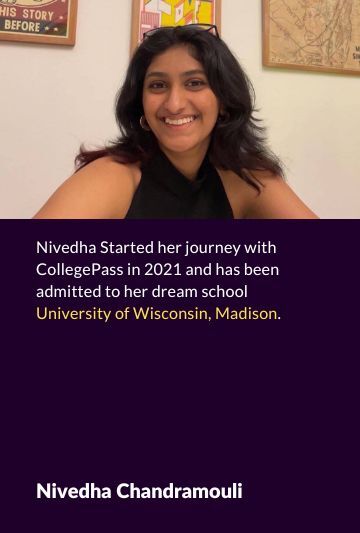 HIS STORY
BEFORE
Nivedha Started her journey with
CollegePass in 2021 and has been
admitted to her dream school
University of Wisconsin, Madison.
Nivedha Chandramouli